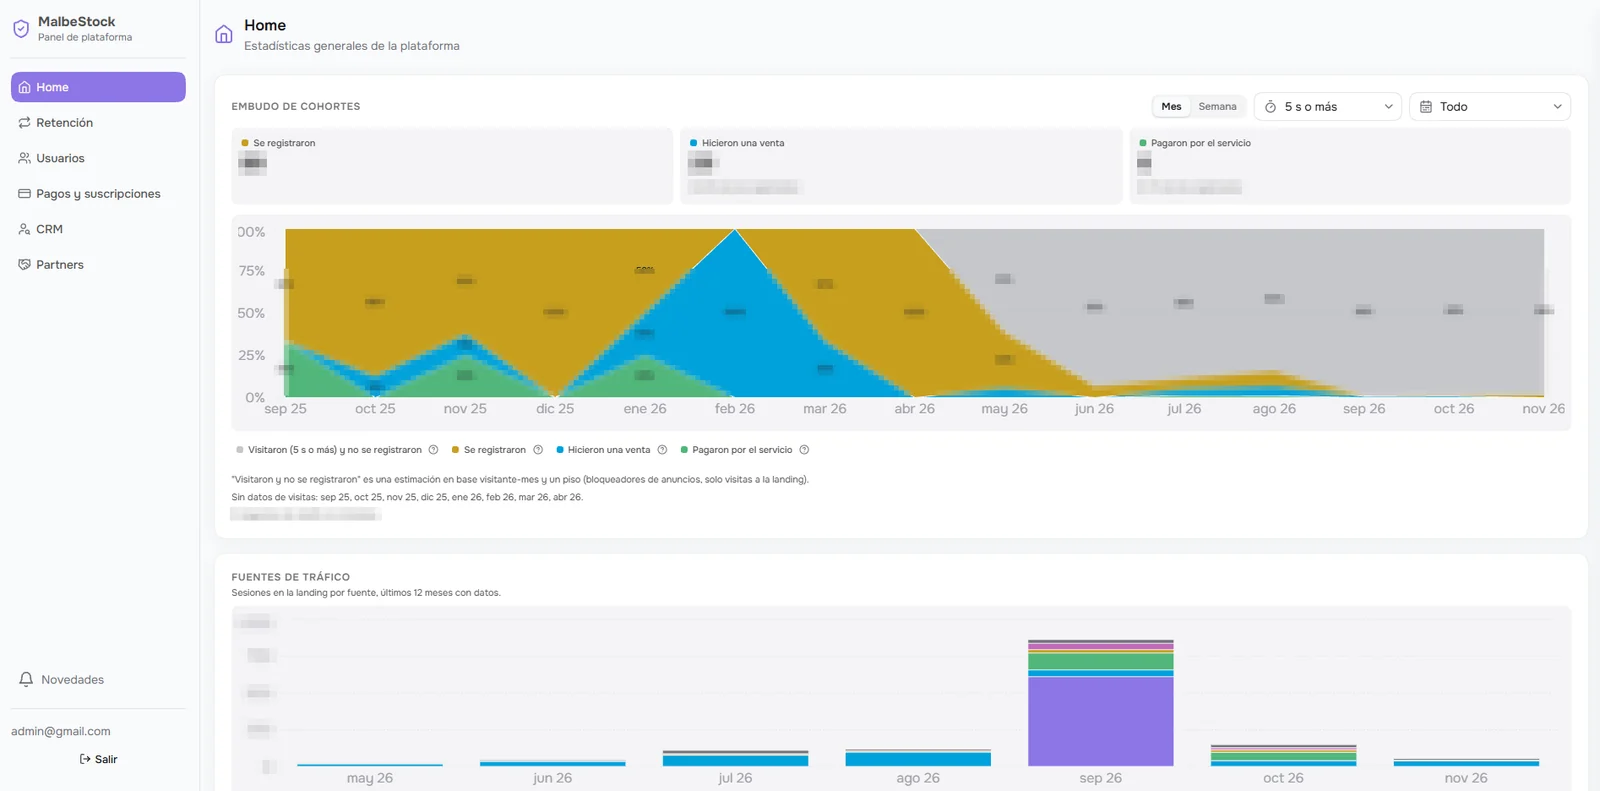 MalbeStock
Panel de plataforma
Home
Retención
Usuarios
Pagos y suscripciones
CRM
Partners
Novedades
admin@gmail.com
Salir
Home
Estadísticas generales de la plataforma
EMBUDO DE COHORTES
Mes Semana 5 s o más Todo
Se registraron
Hicieron una venta
Pagaron por el servicio
00%
75%
50%
25%
0%
sep 25 oct 25 nov 25 dic 25 ene 26 feb 26 mar 26 abr 26 may 26 jun 26 jul 26 ago 26 sep 26 oct 26 nov 26
Visitaron (5 s o más) y no se registraron Se registraron Hicieron una venta Pagaron por el servicio
"Visitaron y no se registraron" es una estimación en base visitante-mes y un piso (bloqueadores de anuncios, solo visitas a la landing).
Sin datos de visitas: sep 25, oct 25, nov 25, dic 25, ene 26, feb 26, mar 26, abr 26.
FUENTES DE TRÁFICO
Sesiones en la landing por fuente, últimos 12 meses con datos.
may 26 jun 26 jul 26 ago 26 sep 26 oct 26 nov 26